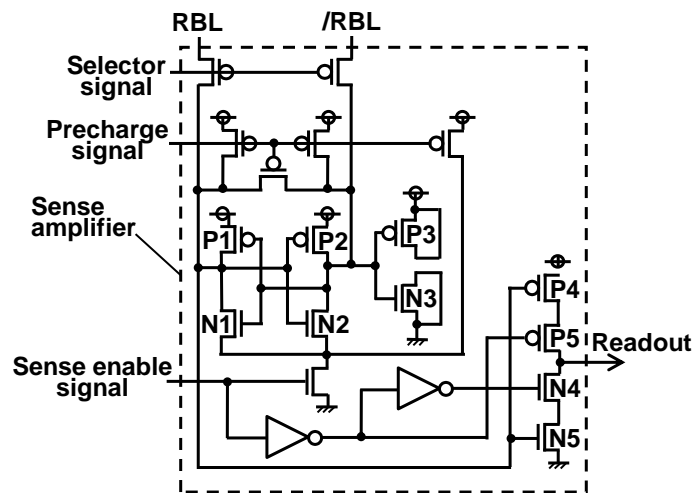 RBL
/RBL
Selector
signal
Precharge
signal
Sense
amplifier
P1
P2
P3
P4
N1
N2
N3
P5
Readout
Sense enable
signal
N4
N5